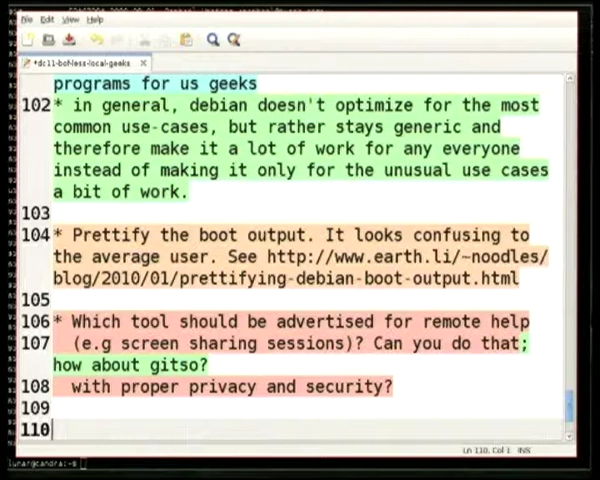 File Edit View Help
*dc11-bofless-local-geeks
programs for us geeks
102 * in general, debian doesn't optimize for the most
common use-cases, but rather stays generic and
therefore make it a lot of work for any everyone
instead of making it only for the unusual use cases
a bit of work.
103
104 * Prettify the boot output. It looks confusing to
the average user. See http://www.earth.li/~noodles/
blog/2010/01/prettifying-debian-boot-output.html
105
106 * Which tool should be advertised for remote help
107 (e.g screen sharing sessions)? Can you do that;
how about gitso?
108 with proper privacy and security?
109
110
Ln 110, Col 1 INS
lunar@candra:~$